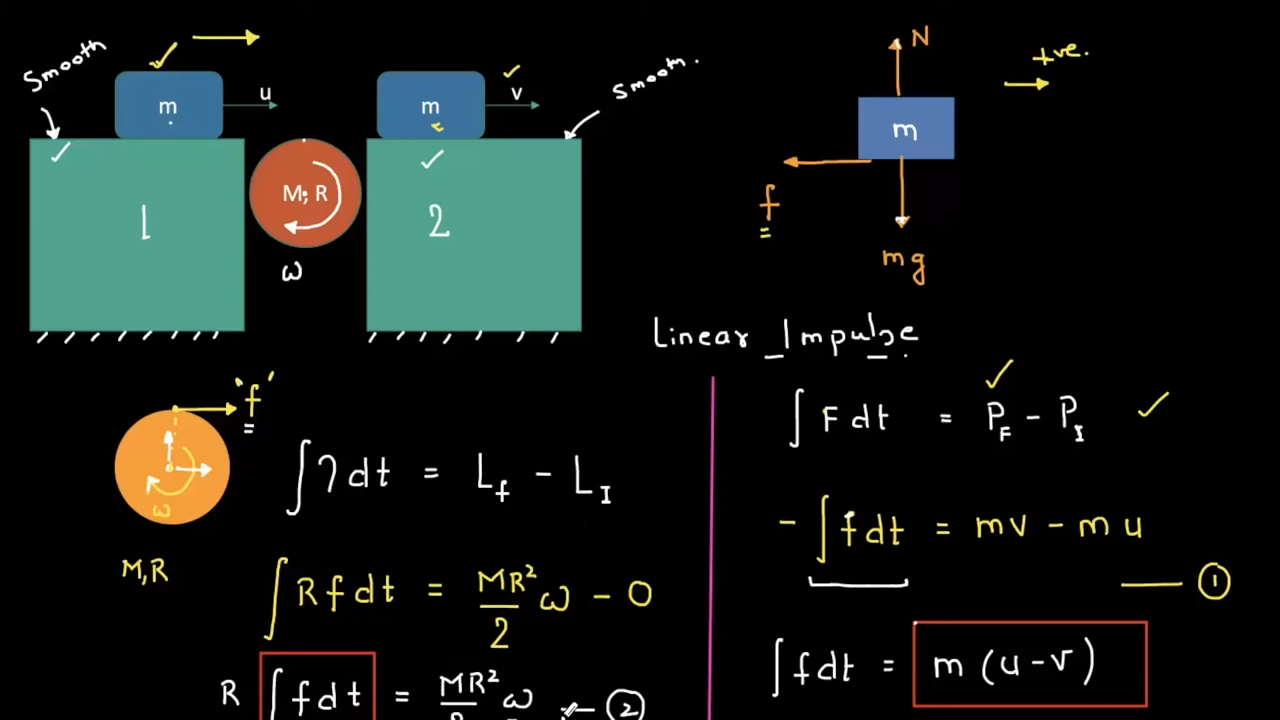 Smooth
m
u
m
v
Smooth.
N
+ve.
m
f
mg
1
M, R
2
ω
Linear Impulse.
'f'
ω
M,R
∫τdt = L_f - L_I
∫Rfdt = MR²/2 ω - 0
R ∫fdt = MR²/2 ω ②
∫Fdt = P_F - P_I
- ∫fdt = mv - mu
①
∫fdt = m (u-v)